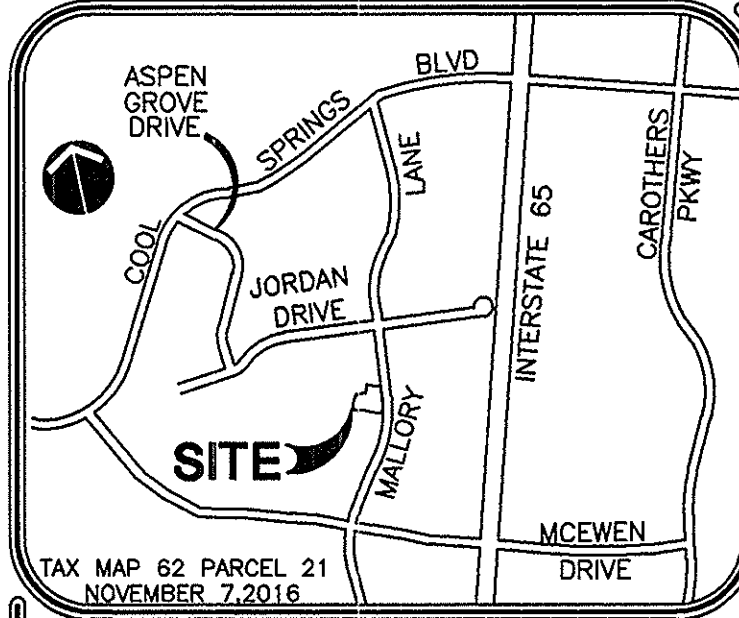 ASPEN
GROVE
DRIVE
COOL SPRINGS BLVD
MALLORY LANE
INTERSTATE 65
CAROTHERS
PKWY
JORDAN
DRIVE
SITE
MCEWEN
DRIVE
TAX MAP 62 PARCEL 21
NOVEMBER 7,2016